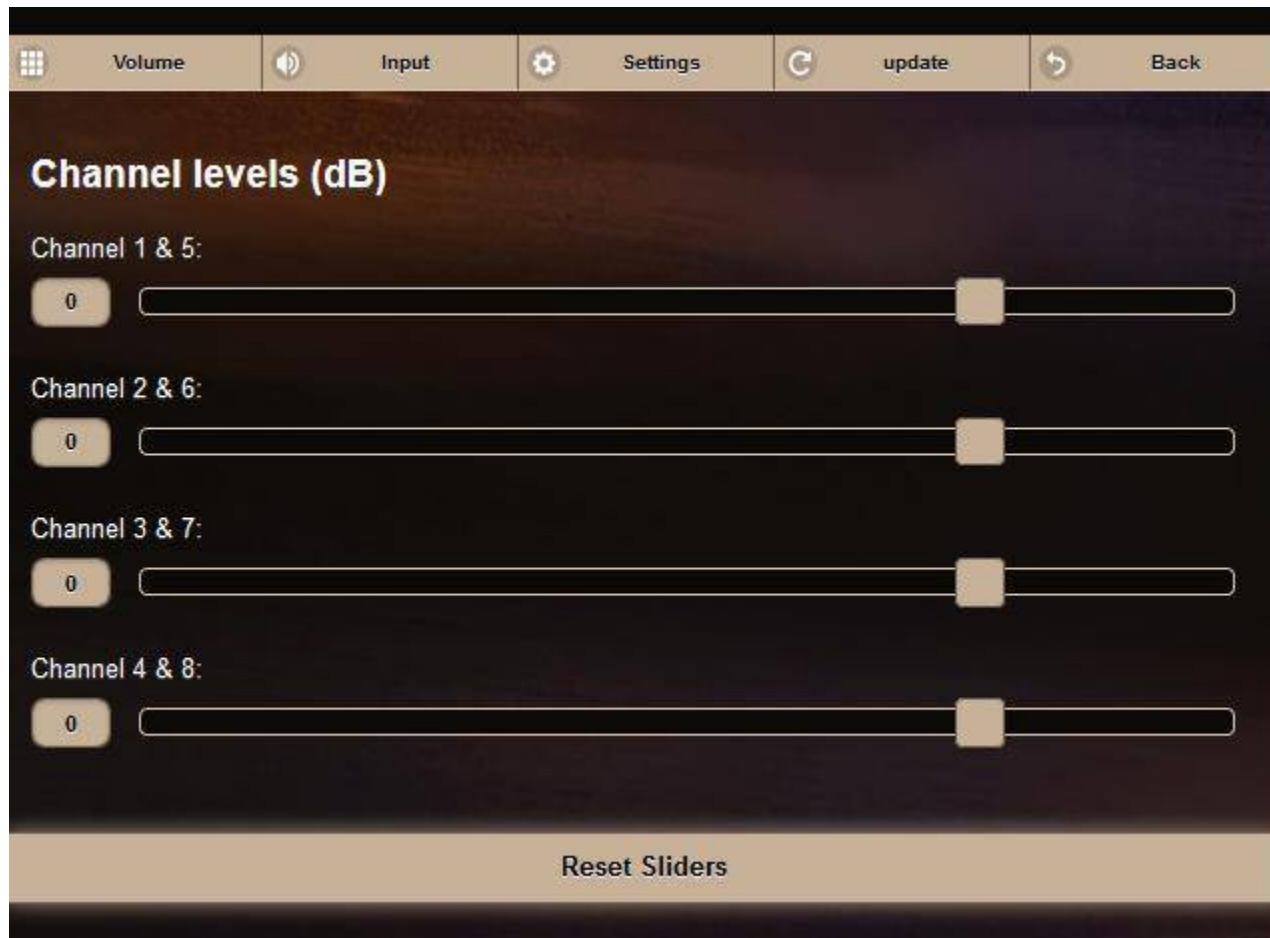 Volume Input Settings update Back
Channel levels (dB)
Channel 1 & 5:
0
Channel 2 & 6:
0
Channel 3 & 7:
0
Channel 4 & 8:
0
Reset Sliders